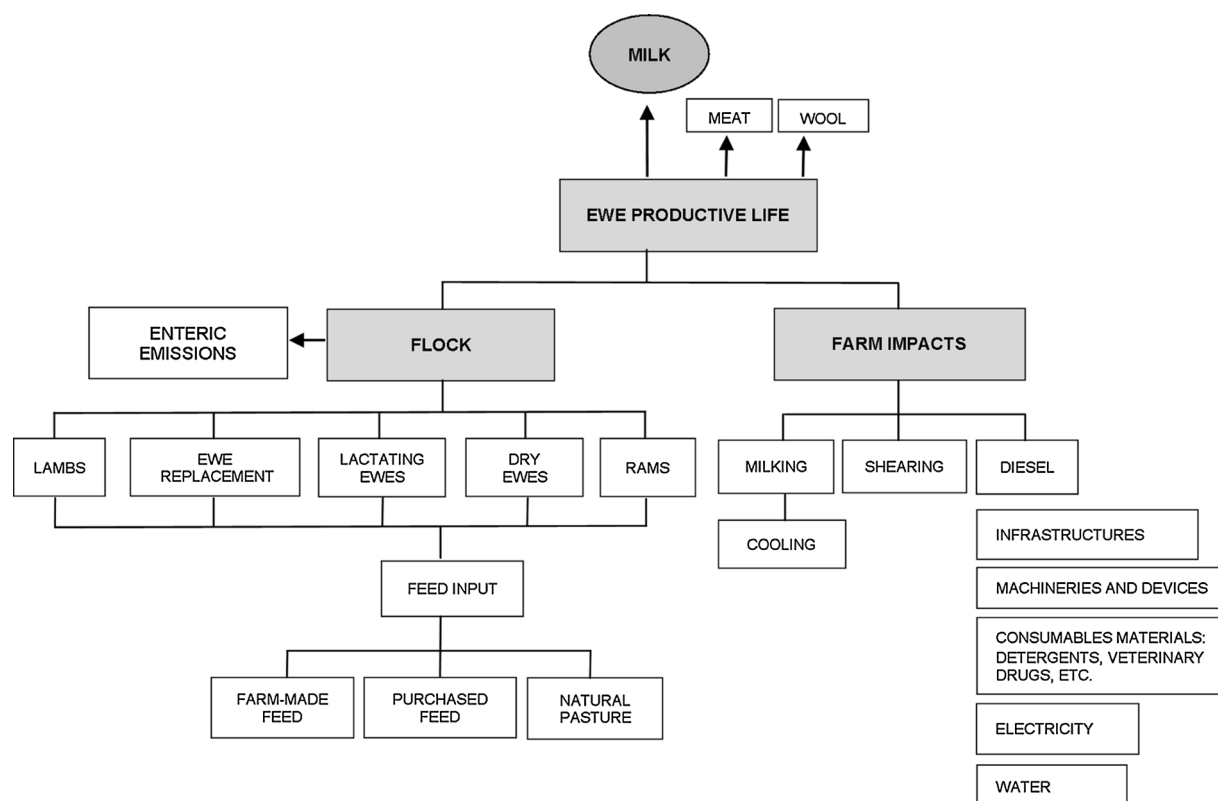 MILK
MEAT
WOOL
EWE PRODUCTIVE LIFE
ENTERIC
EMISSIONS
FLOCK
FARM IMPACTS
LAMBS
EWE
REPLACEMENT
LACTATING
EWES
DRY
EWES
RAMS
MILKING
SHEARING
DIESEL
COOLING
INFRASTRUCTURES
FEED INPUT
MACHINERIES AND DEVICES
CONSUMABLES MATERIALS:
DETERGENTS, VETERINARY
DRUGS, ETC.
FARM-MADE
FEED
PURCHASED
FEED
NATURAL
PASTURE
ELECTRICITY
WATER